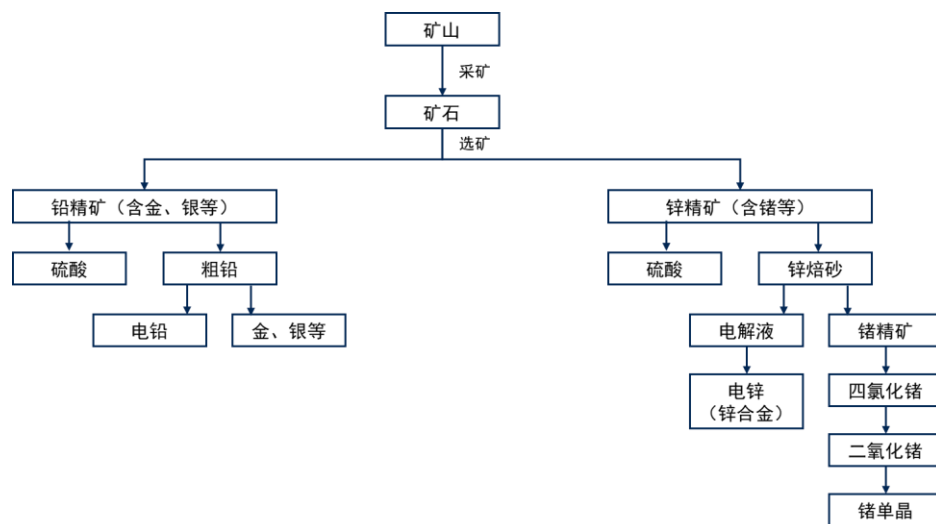 矿山
采矿
矿石
选矿
铅精矿（含金、银等）
锌精矿（含锗等）
硫酸
粗铅
硫酸
锌焙砂
电铅
金、银等
电解液
锗精矿
电锌
（锌合金）
四氯化锗
二氧化锗
锗单晶